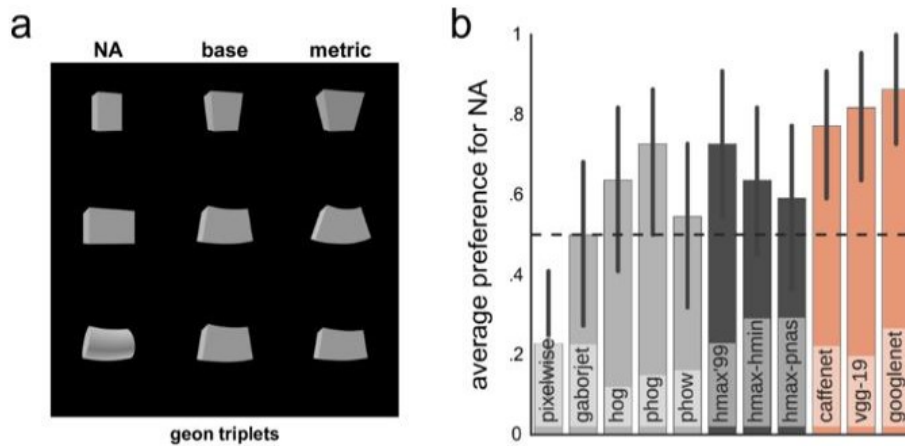 a
NA base metric
geon triplets
b
average preference for NA
1
.8
.6
.4
.2
0
pixelwise
gaborjet
hog
phog
phow
hmax'99
hmax-hmin
hmax-pnas
caffenet
vgg-19
googlenet